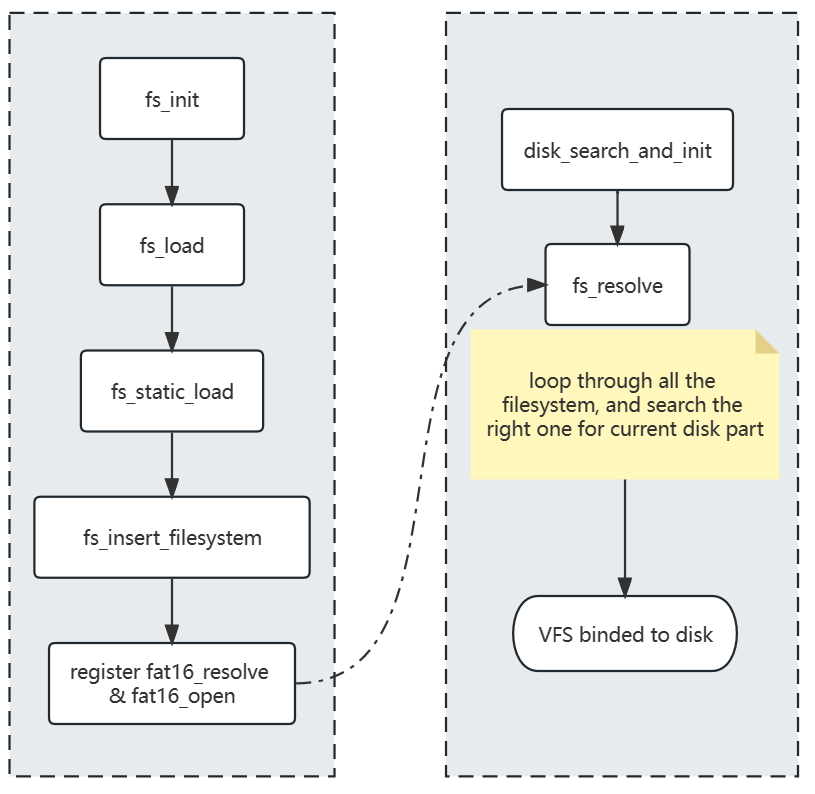 fs_init
fs_load
fs_static_load
fs_insert_filesystem
register fat16_resolve
& fat16_open
disk_search_and_init
fs_resolve
loop through all the
filesystem, and search the
right one for current disk part
VFS binded to disk